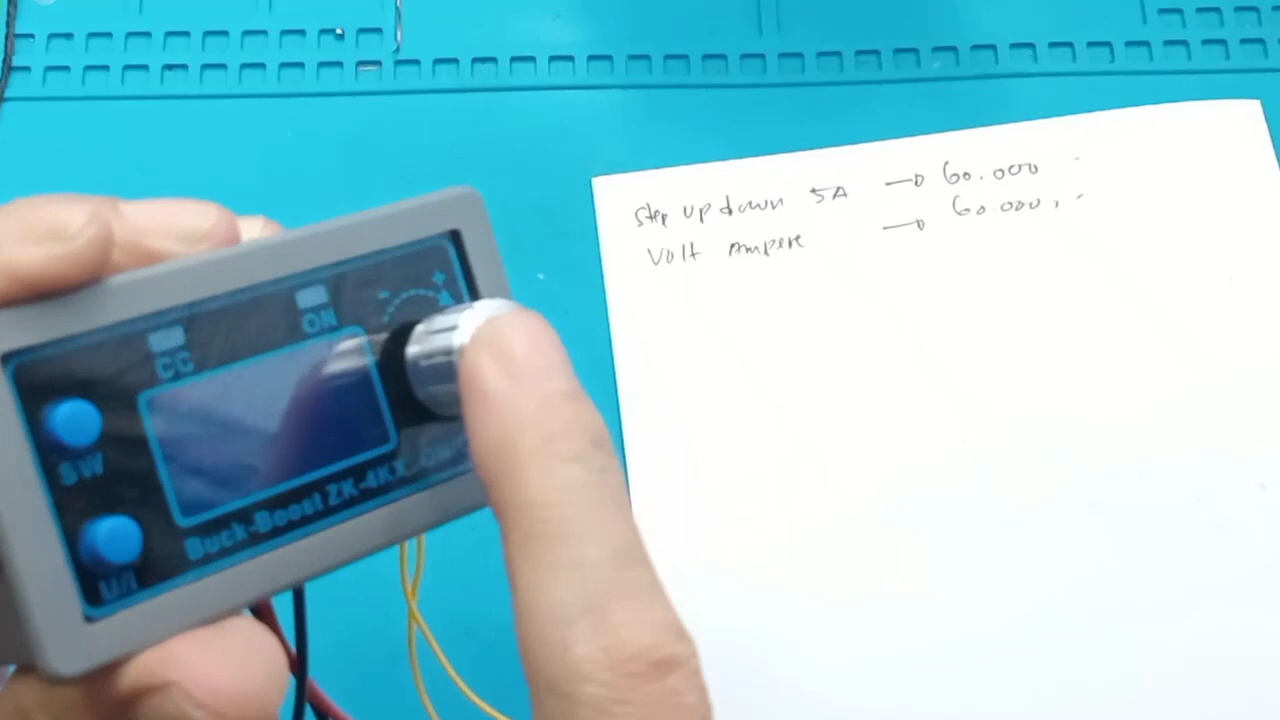 step up down 5A → 60.000
Volt Ampere → 60.000,-
ON
CC
- +
SW
Buck-Boost ZK-4KX
U/I